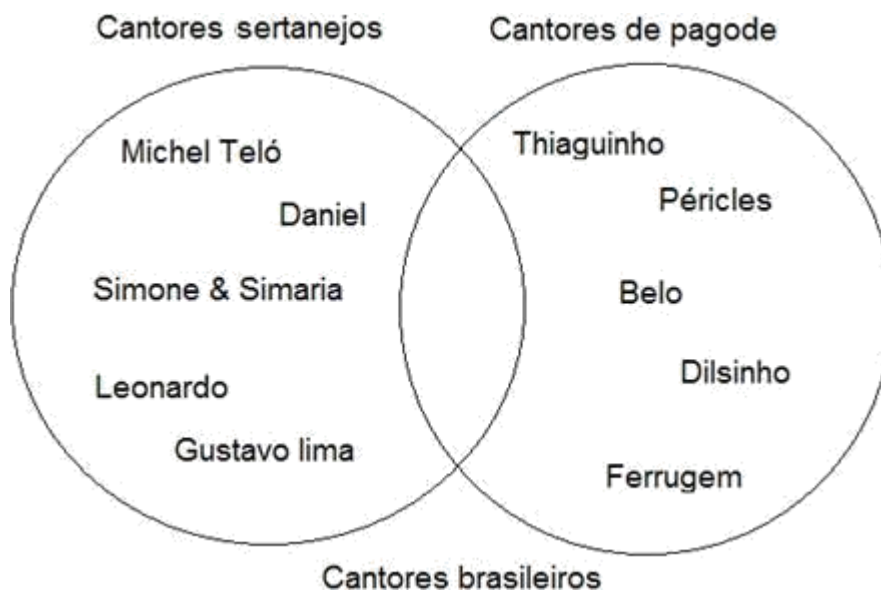 Cantores sertanejos
Cantores de pagode
Michel Teló
Daniel
Simone & Simaria
Leonardo
Gustavo lima
Thiaguinho
Péricles
Belo
Dilsinho
Ferrugem
Cantores brasileiros